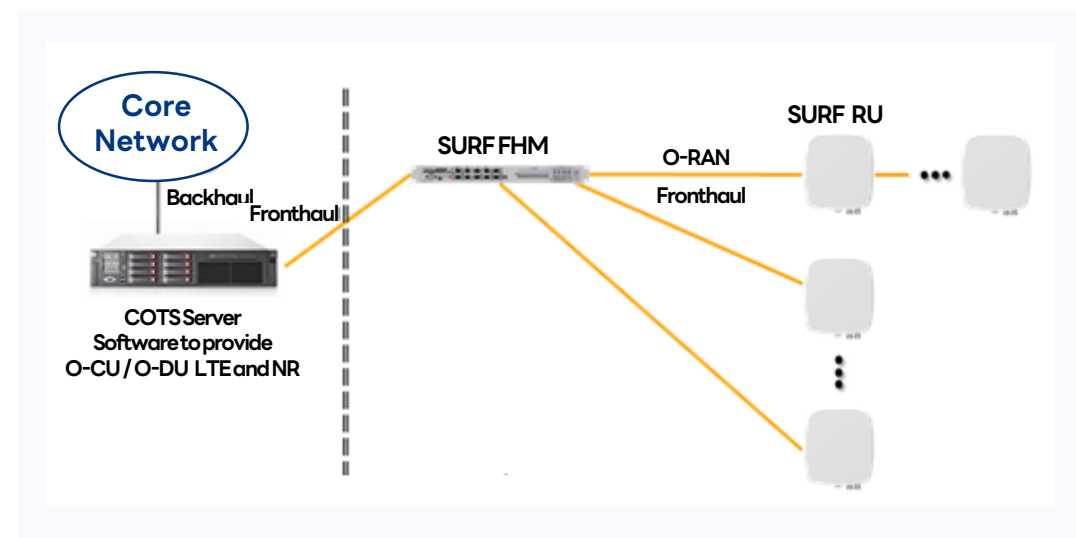 Core
Network
Backhaul
Fronthaul
COTS Server
Software to provide
O-CU / O-DU LTE and NR
SURF FHM
O-RAN
Fronthaul
SURF RU